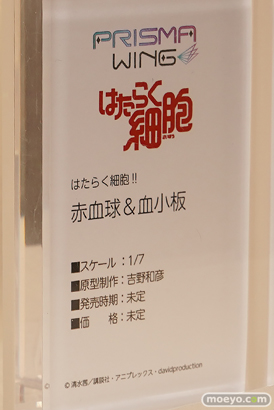 PRISMA
WING
はたらく
細胞
はたらく細胞!!
赤血球＆血小板
■スケール：1/7
■原型制作：吉野和彦
■発売時期：未定
■価　　格：未定
© 清水茜／講談社・アニプレックス・davidproduction
moeyo.com